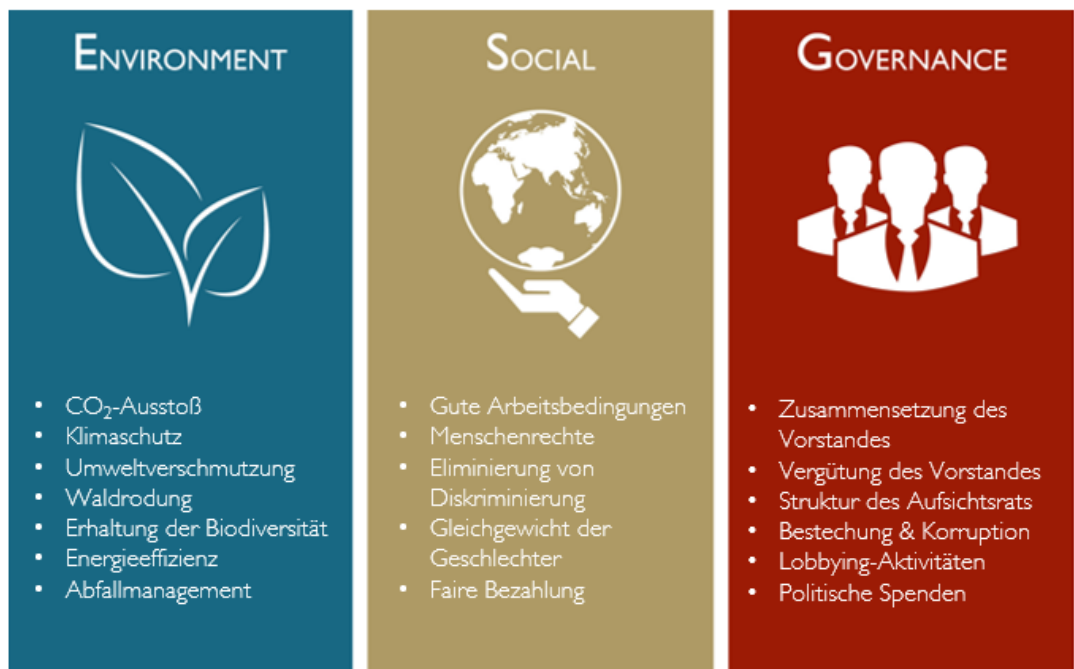 ENVIRONMENT
• CO₂-Ausstoß
• Klimaschutz
• Umweltverschmutzung
• Waldrodung
• Erhaltung der Biodiversität
• Energieeffizienz
• Abfallmanagement
SOCIAL
• Gute Arbeitsbedingungen
• Menschenrechte
• Eliminierung von
Diskriminierung
• Gleichgewicht der
Geschlechter
• Faire Bezahlung
GOVERNANCE
• Zusammensetzung des
Vorstandes
• Vergütung des Vorstandes
• Struktur des Aufsichtsrats
• Bestechung & Korruption
• Lobbying-Aktivitäten
• Politische Spenden